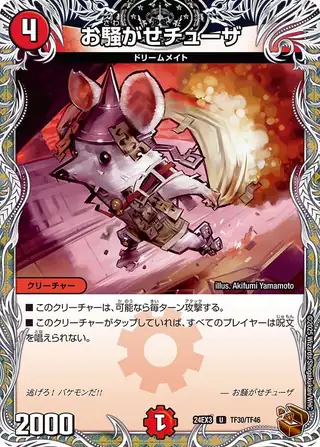 4
お騒がせチューザ
ドリームメイト
illus. Akifumi Yamamoto
クリーチャー
■このクリーチャーは、可能なら毎ターン攻撃する。
■このクリーチャーがタップしていれば、すべてのプレイヤーは呪文
を唱えられない。
逃げろ! バケモンだ!! ― お騒がせチューザ
2000
1
24EX3 U TF30/TF46